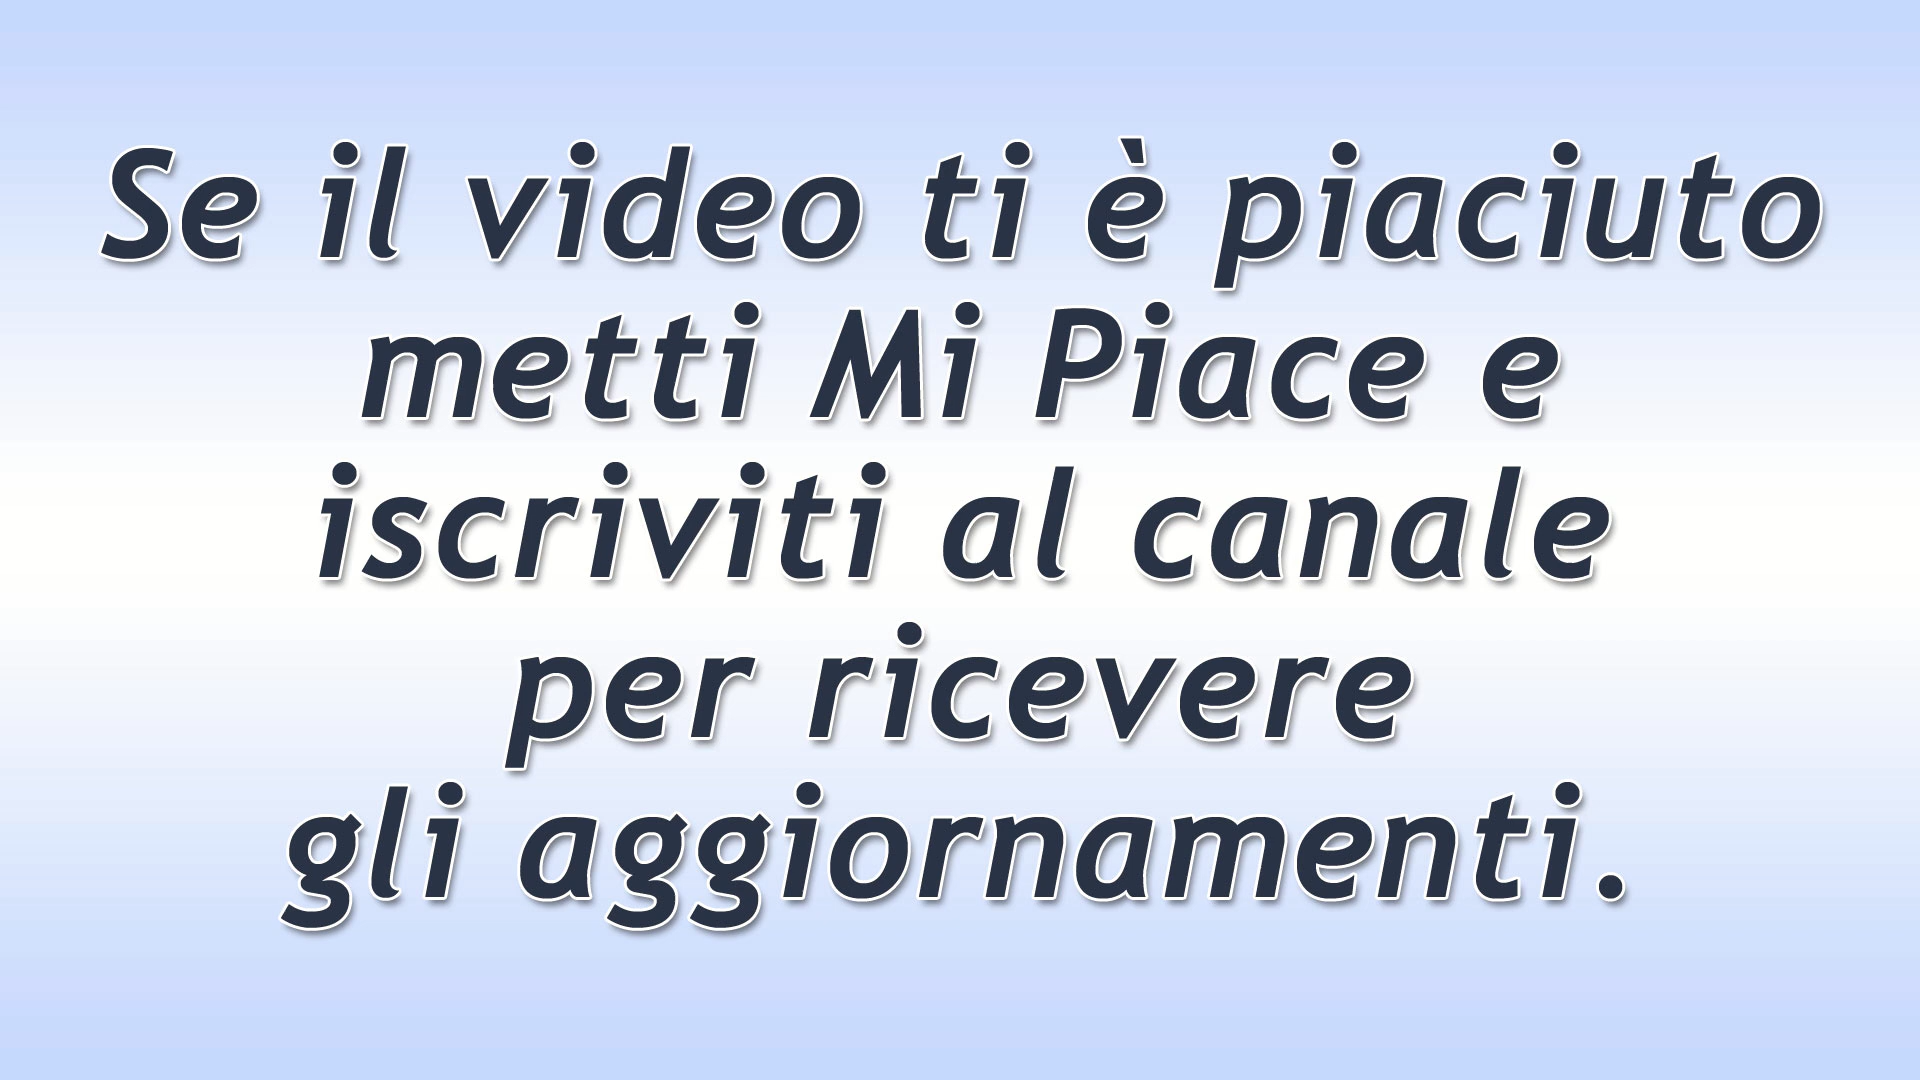 Se il video ti è piaciuto
metti Mi Piace e
iscriviti al canale
per ricevere
gli aggiornamenti.